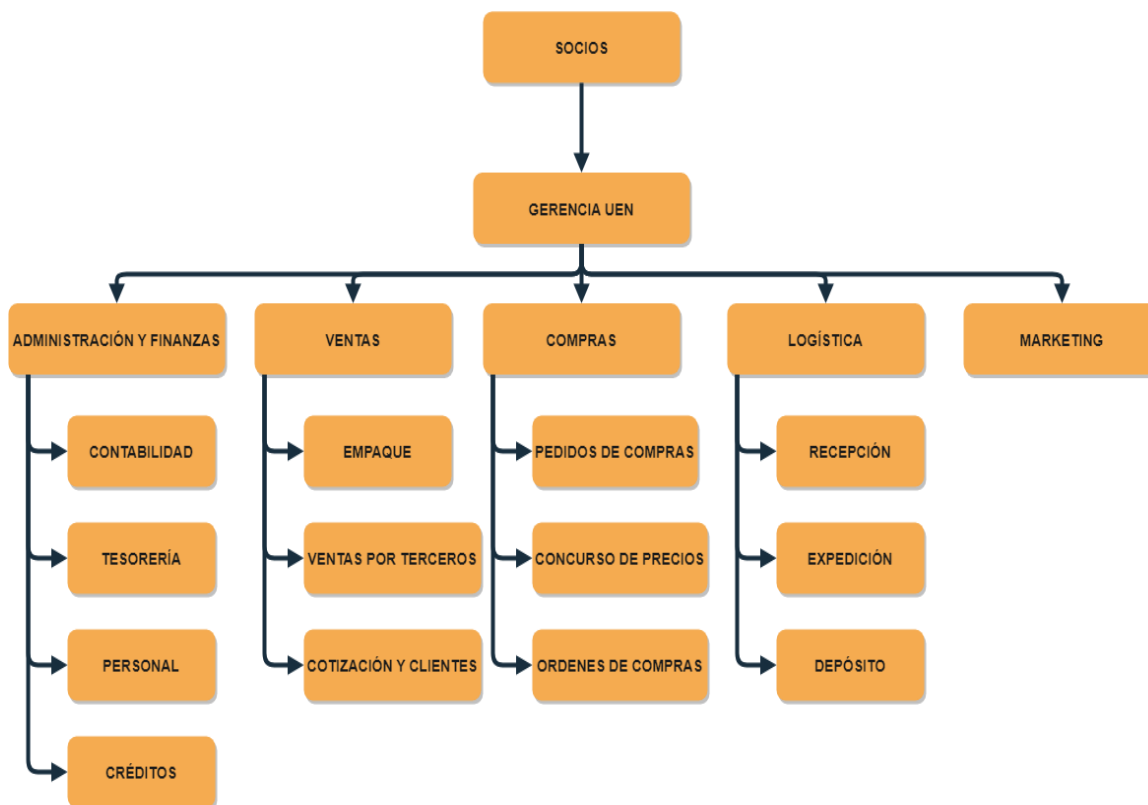 SOCIOS
GERENCIA UEN
ADMINISTRACIÓN Y FINANZAS
VENTAS
COMPRAS
LOGÍSTICA
MARKETING
CONTABILIDAD
EMPAQUE
PEDIDOS DE COMPRAS
RECEPCIÓN
TESORERÍA
VENTAS POR TERCEROS
CONCURSO DE PRECIOS
EXPEDICIÓN
PERSONAL
COTIZACIÓN Y CLIENTES
ORDENES DE COMPRAS
DEPÓSITO
CRÉDITOS